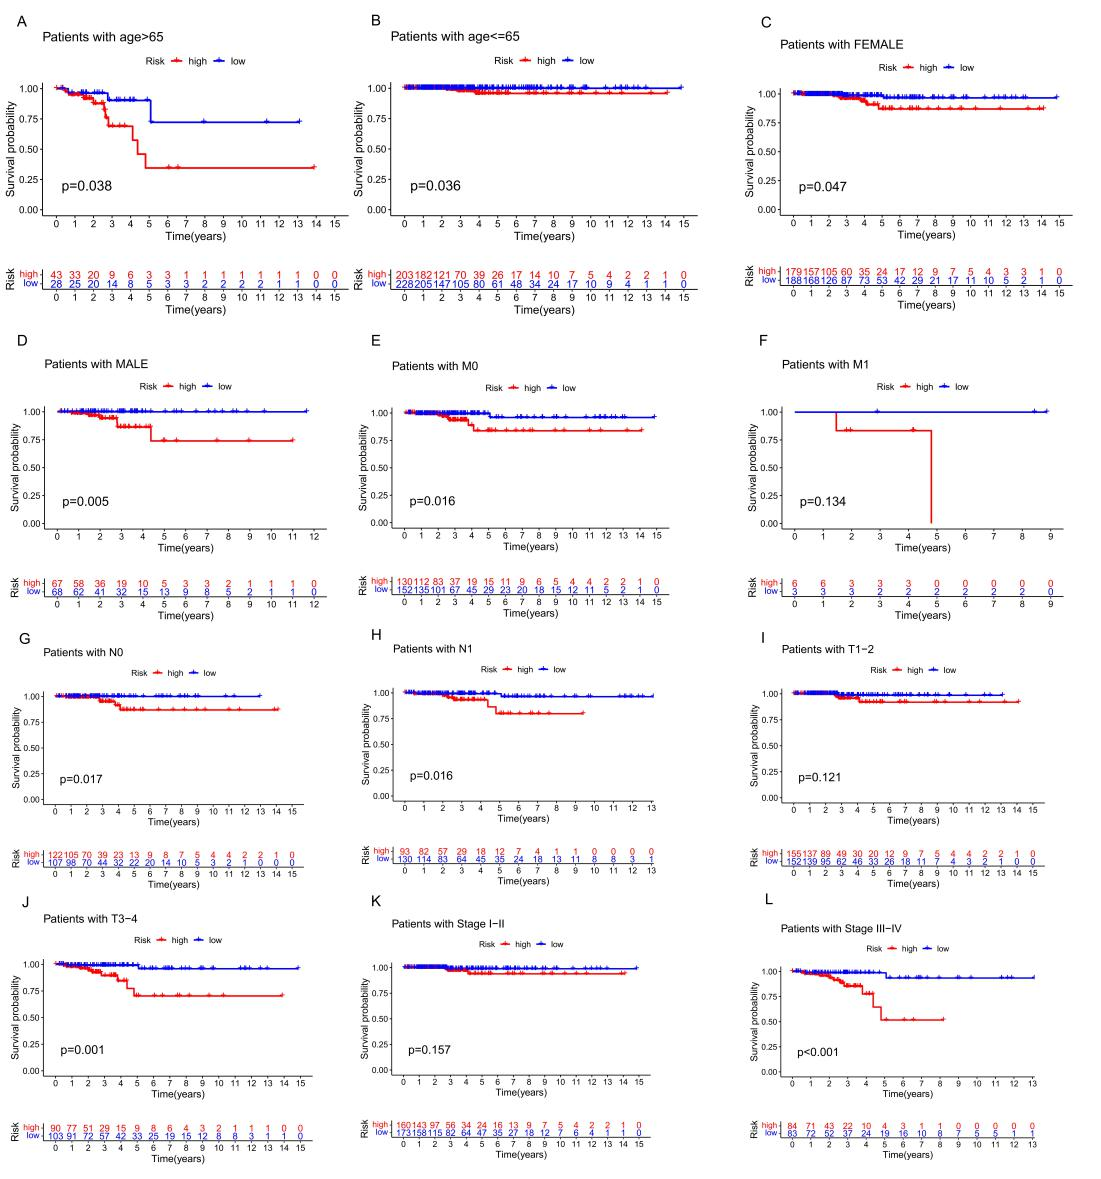 A
Patients with age>65
Risk high low
Survival probability
1.00
0.75
0.50
0.25
0.00
p=0.038
0 1 2 3 4 5 6 7 8 9 10 11 12 13 14 15
Time(years)
Risk
high 43 33 20 9 6 3 3 1 1 1 1 1 1 1 0 0
low 28 25 20 14 8 5 3 3 2 2 2 2 1 1 0 0
0 1 2 3 4 5 6 7 8 9 10 11 12 13 14 15
Time(years)
B
Patients with age<=65
Risk high low
Survival probability
1.00
0.75
0.50
0.25
0.00
p=0.036
0 1 2 3 4 5 6 7 8 9 10 11 12 13 14 15
Time(years)
Risk
high 203 182 121 70 39 26 17 14 10 7 5 4 2 2 1 0
low 228 205 147 105 80 61 48 34 24 17 10 9 4 1 1 0
0 1 2 3 4 5 6 7 8 9 10 11 12 13 14 15
Time(years)
C
Patients with FEMALE
Risk high low
Survival probability
1.00
0.75
0.50
0.25
0.00
p=0.047
0 1 2 3 4 5 6 7 8 9 10 11 12 13 14 15
Time(years)
Risk
high 179 157 105 60 35 24 17 12 9 7 5 4 3 3 1 0
low 188 168 126 87 73 53 42 29 21 17 11 10 5 2 1 0
0 1 2 3 4 5 6 7 8 9 10 11 12 13 14 15
Time(years)
D
Patients with MALE
Risk high low
Survival probability
1.00
0.75
0.50
0.25
0.00
p=0.005
0 1 2 3 4 5 6 7 8 9 10 11 12
Time(years)
Risk
high 67 58 36 19 10 5 3 3 2 1 1 1 0
low 68 62 41 32 15 13 9 8 5 2 1 1 0
0 1 2 3 4 5 6 7 8 9 10 11 12
Time(years)
E
Patients with M0
Risk high low
Survival probability
1.00
0.75
0.50
0.25
0.00
p=0.016
0 1 2 3 4 5 6 7 8 9 10 11 12 13 14 15
Time(years)
Risk
high 130 112 83 37 19 15 11 9 6 5 4 4 2 2 1 0
low 152 135 101 67 45 29 23 20 18 15 12 11 5 2 1 0
0 1 2 3 4 5 6 7 8 9 10 11 12 13 14 15
Time(years)
F
Patients with M1
Risk high low
Survival probability
1.00
0.75
0.50
0.25
0.00
p=0.134
0 1 2 3 4 5 6 7 8 9
Time(years)
Risk
high 6 6 3 3 3 0 0 0 0 0
low 3 3 3 2 2 2 2 2 2 0
0 1 2 3 4 5 6 7 8 9
Time(years)
G
Patients with N0
Risk high low
Survival probability
1.00
0.75
0.50
0.25
0.00
p=0.017
0 1 2 3 4 5 6 7 8 9 10 11 12 13 14 15
Time(years)
Risk
high 122 105 70 39 23 13 9 8 7 5 4 4 2 2 1 0
low 107 98 70 44 32 22 20 14 10 5 3 2 1 0 0 0
0 1 2 3 4 5 6 7 8 9 10 11 12 13 14 15
Time(years)
H
Patients with N1
Risk high low
Survival probability
1.00
0.75
0.50
0.25
0.00
p=0.016
0 1 2 3 4 5 6 7 8 9 10 11 12 13
Time(years)
Risk
high 93 82 57 29 18 12 7 4 1 1 0 0 0 0
low 130 114 83 64 45 35 24 18 13 11 8 8 3 1
0 1 2 3 4 5 6 7 8 9 10 11 12 13
Time(years)
I
Patients with T1−2
Risk high low
Survival probability
1.00
0.75
0.50
0.25
0.00
p=0.121
0 1 2 3 4 5 6 7 8 9 10 11 12 13 14 15
Time(years)
Risk
high 155 137 89 49 30 20 12 9 7 5 4 4 2 2 1 0
low 152 139 95 62 46 33 26 18 11 7 4 3 2 1 0 0
0 1 2 3 4 5 6 7 8 9 10 11 12 13 14 15
Time(years)
J
Patients with T3−4
Risk high low
Survival probability
1.00
0.75
0.50
0.25
0.00
p=0.001
0 1 2 3 4 5 6 7 8 9 10 11 12 13 14 15
Time(years)
Risk
high 90 77 51 29 15 9 8 6 4 3 2 1 1 1 0 0
low 103 91 72 57 42 33 25 19 15 12 8 8 3 1 1 0
0 1 2 3 4 5 6 7 8 9 10 11 12 13 14 15
Time(years)
K
Patients with Stage I−II
Risk high low
Survival probability
1.00
0.75
0.50
0.25
0.00
p=0.157
0 1 2 3 4 5 6 7 8 9 10 11 12 13 14 15
Time(years)
Risk
high 160 143 97 56 34 24 16 13 9 7 5 4 2 2 1 0
low 173 158 115 82 64 47 35 27 18 12 7 6 4 1 1 0
0 1 2 3 4 5 6 7 8 9 10 11 12 13 14 15
Time(years)
L
Patients with Stage III−IV
Risk high low
Survival probability
1.00
0.75
0.50
0.25
0.00
p<0.001
0 1 2 3 4 5 6 7 8 9 10 11 12 13
Time(years)
Risk
high 84 71 43 22 10 4 3 1 1 0 0 0 0 0
low 83 72 52 37 24 19 16 10 8 7 5 5 1 1
0 1 2 3 4 5 6 7 8 9 10 11 12 13
Time(years)